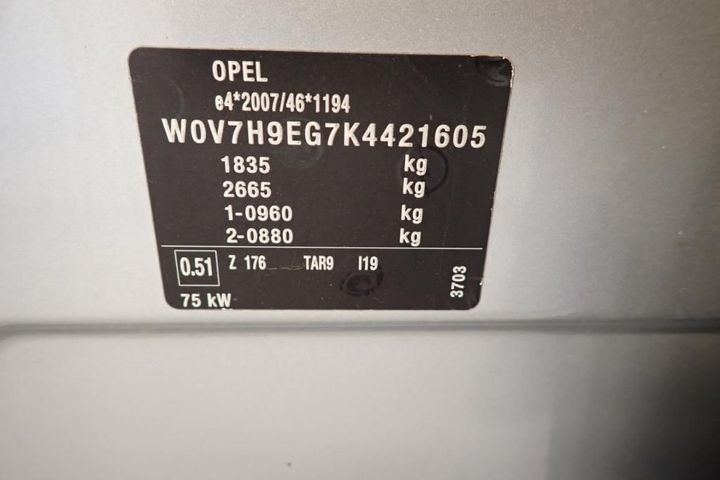 OPEL
e4*2007/46*1194
W0V7H9EG7K4421605
1835 kg
2665 kg
1-0960 kg
2-0880 kg
0.51 Z 176 TAR9 I19
75 kW
3703